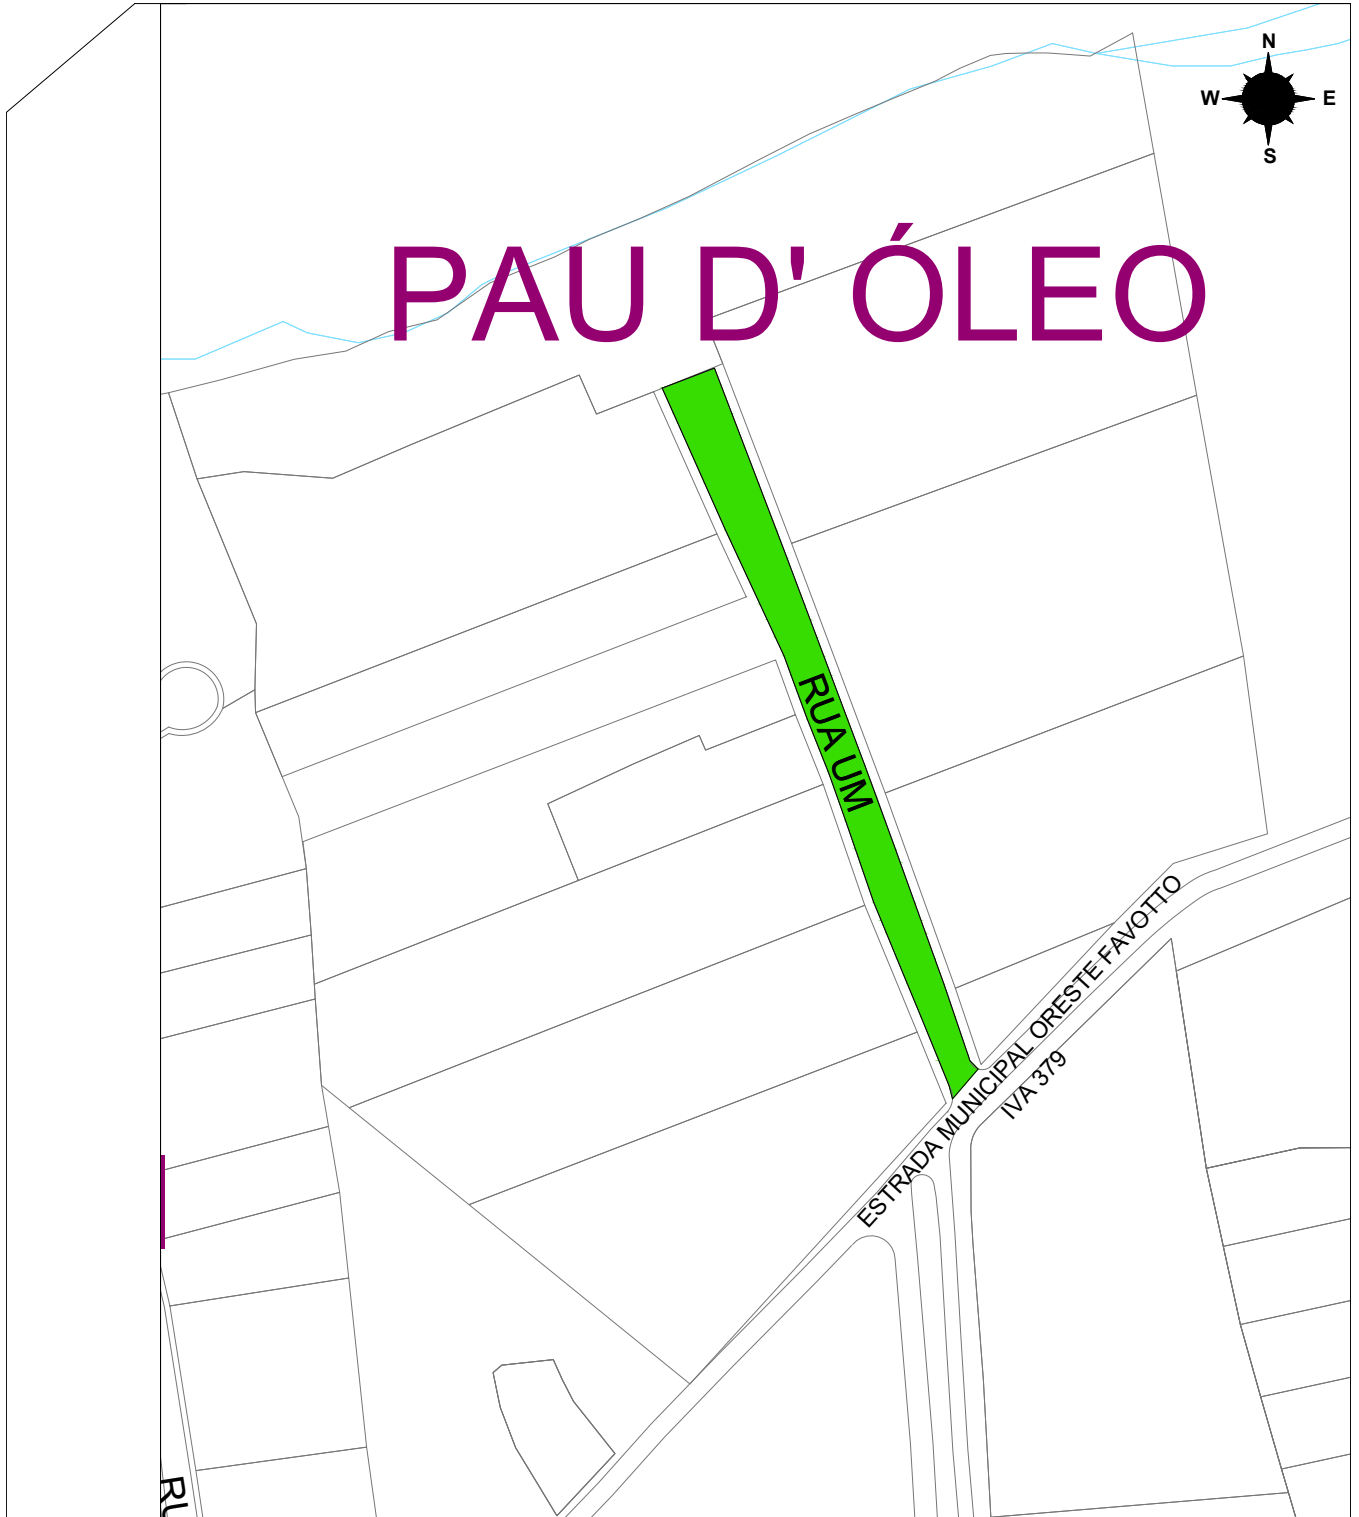 N
W E
S
PAU D' ÓLEO
RUA UM
ESTRADA MUNICIPAL ORESTE FAVOTTO
IVA 379